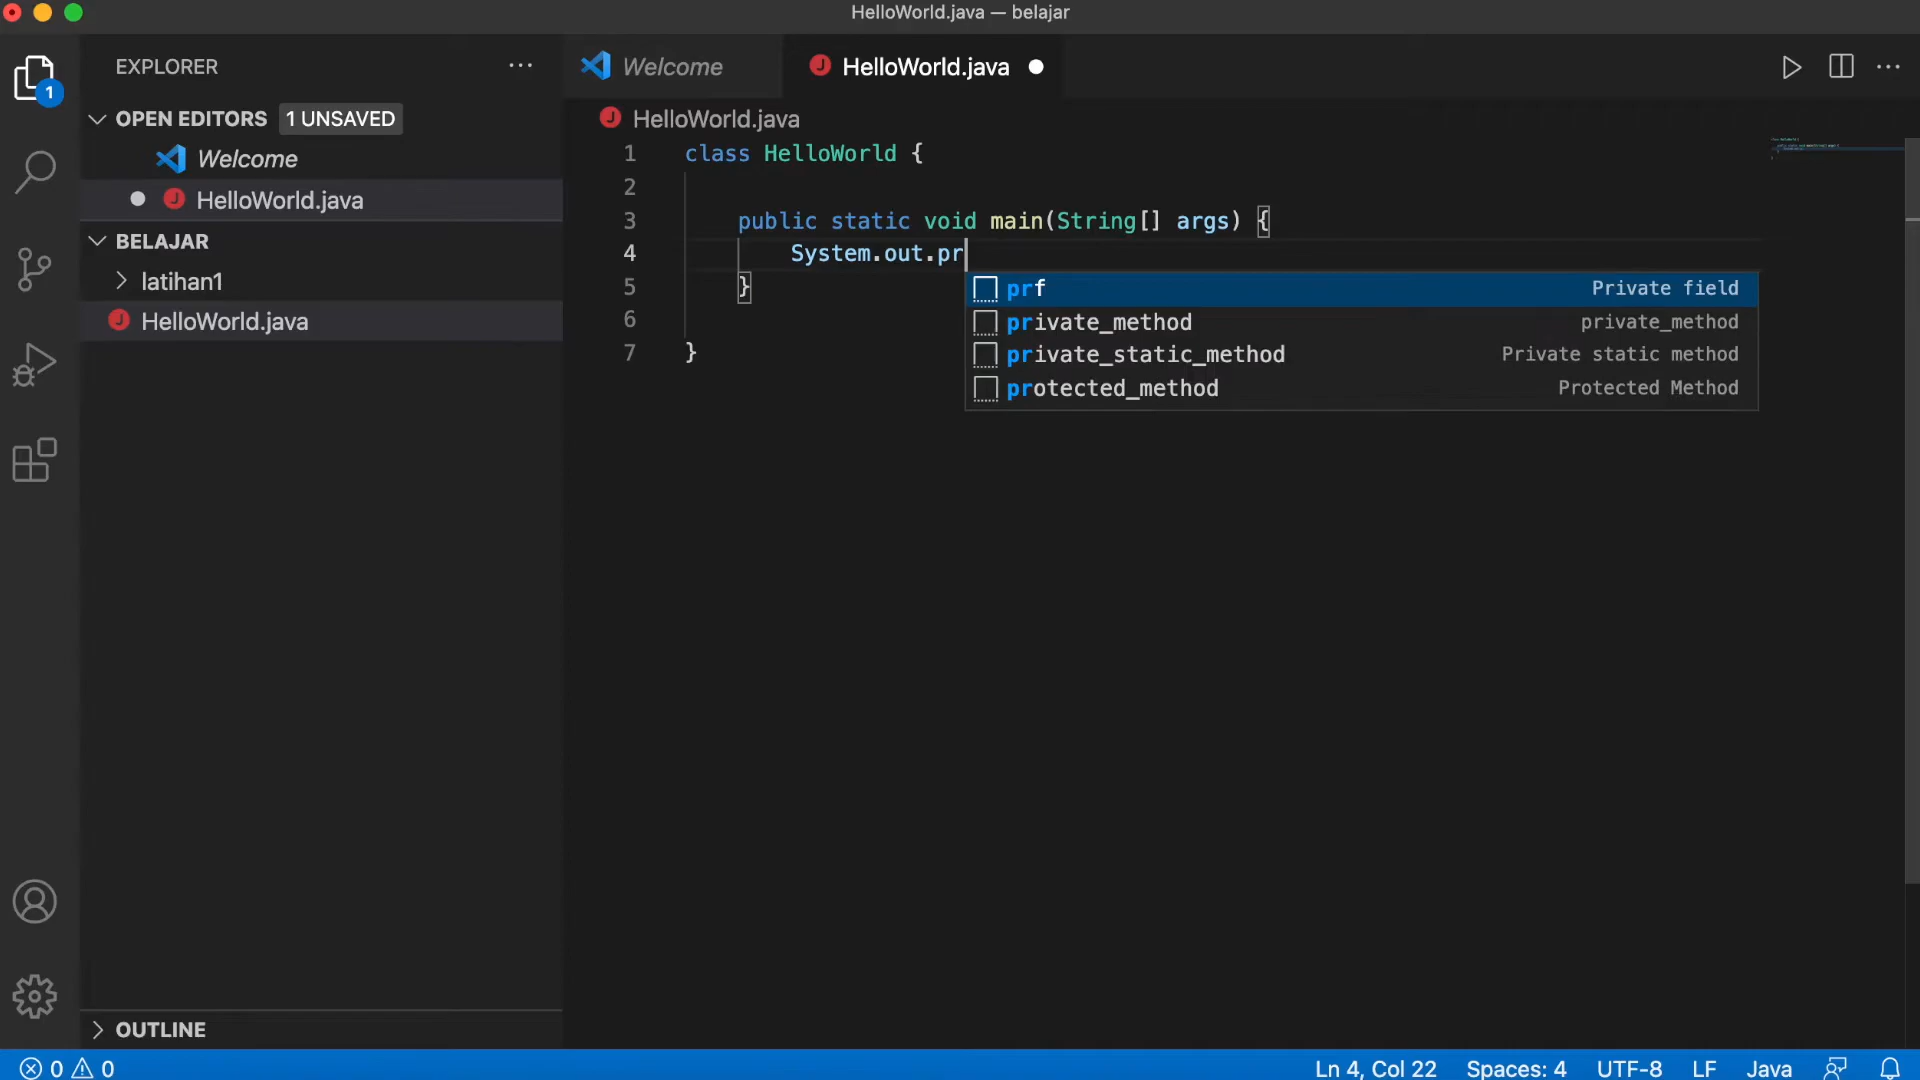 HelloWorld.java — belajar
EXPLORER
Welcome
HelloWorld.java
1
OPEN EDITORS
1 UNSAVED
HelloWorld.java
Welcome
1 class HelloWorld {
2
HelloWorld.java
3 public static void main(String[] args) {
BELAJAR
4 System.out.pr
latihan1
5 }
prf Private field
HelloWorld.java
6
private_method private_method
7 }
private_static_method Private static method
protected_method Protected Method
OUTLINE
0 0
Ln 4, Col 22 Spaces: 4 UTF-8 LF Java